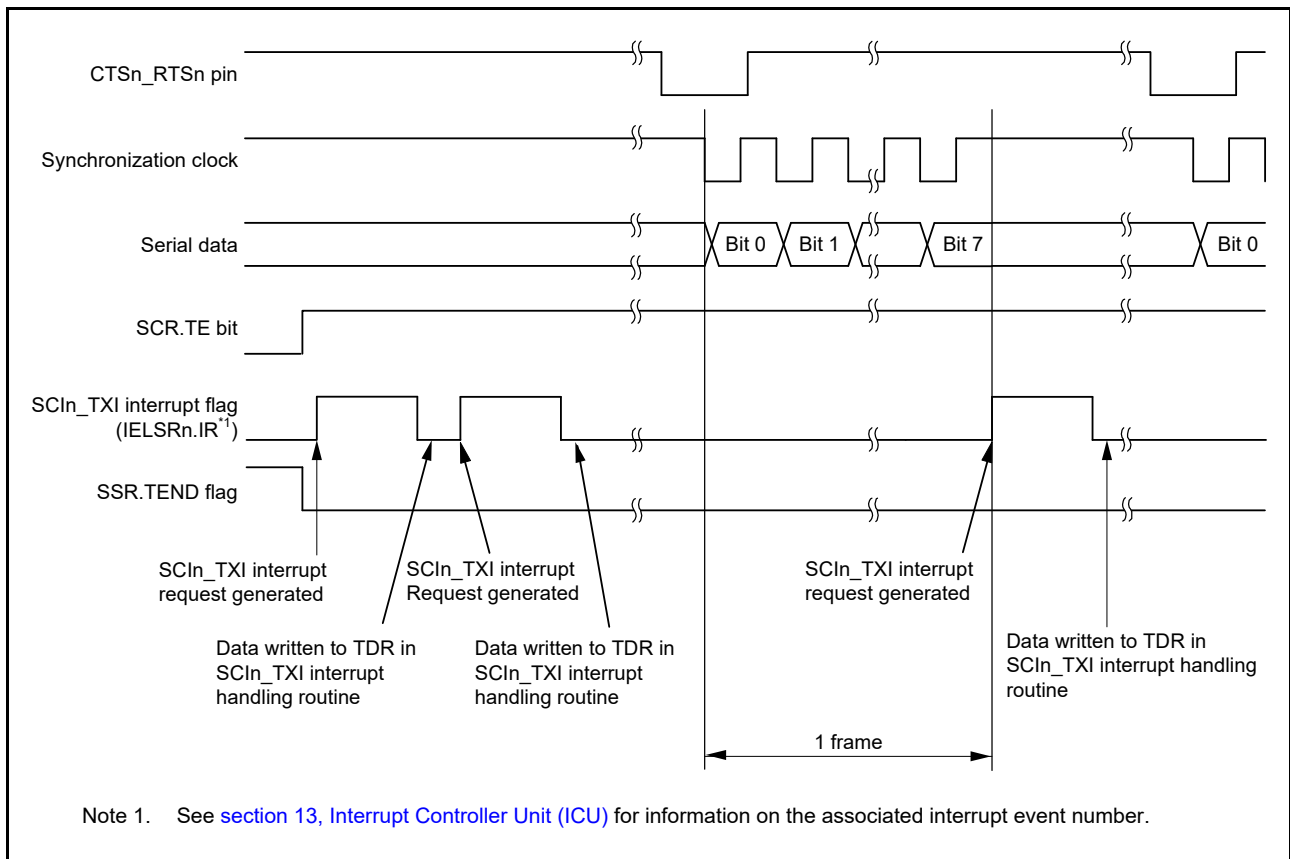 CTSn_RTSn pin
Synchronization clock
Serial data
Bit 0
Bit 1
Bit 7
Bit 0
SCR.TE bit
SCIn_TXI interrupt flag
(IELSRn.IR*1)
SSR.TEND flag
SCIn_TXI interrupt
request generated
SCIn_TXI interrupt
Request generated
SCIn_TXI interrupt
request generated
Data written to TDR in
SCIn_TXI interrupt
handling routine
Data written to TDR in
SCIn_TXI interrupt
handling routine
Data written to TDR in
SCIn_TXI interrupt handling
routine
1 frame
Note 1. See section 13, Interrupt Controller Unit (ICU) for information on the associated interrupt event number.